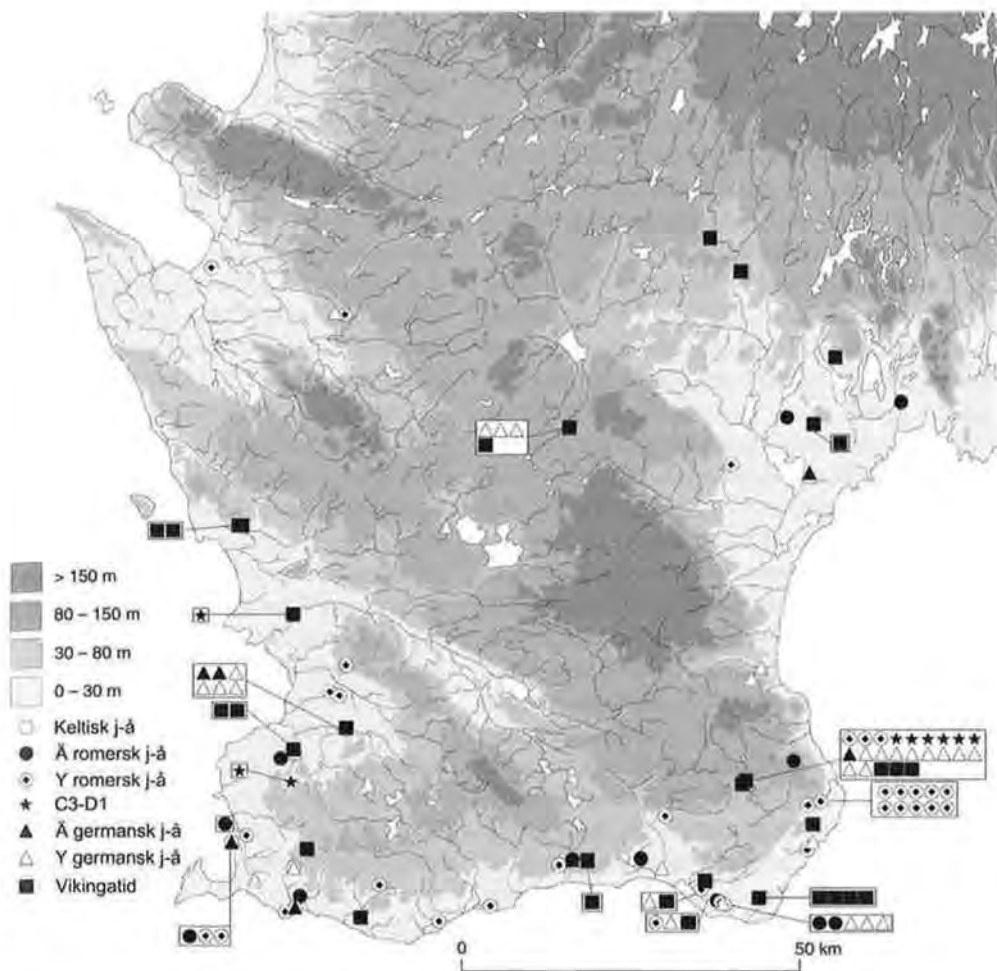 > 150 m
80 – 150 m
30 – 80 m
0 – 30 m
Keltisk j-å
Ä romersk j-å
Y romersk j-å
C3-D1
Ä germansk j-å
Y germansk j-å
Vikingatid
0 50 km